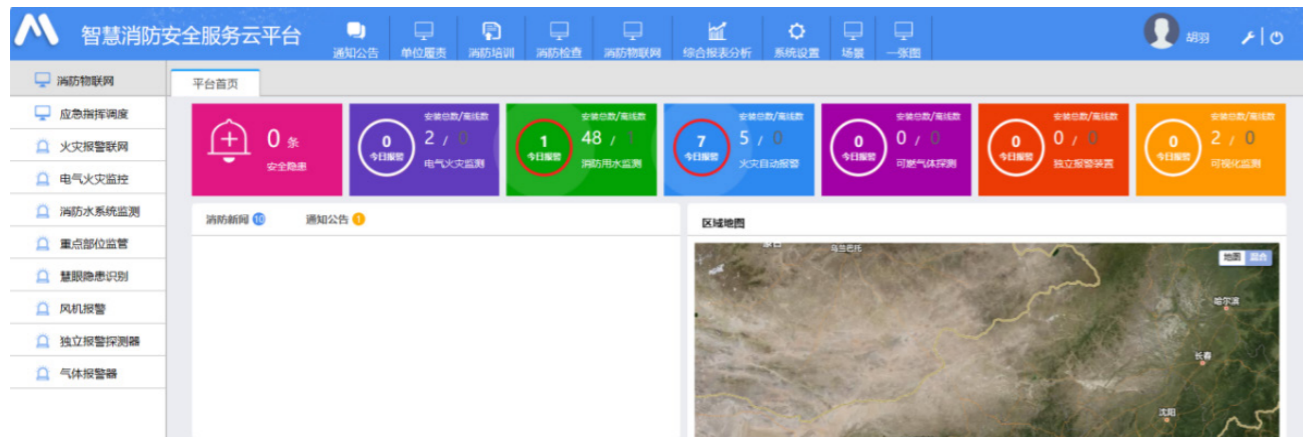 智慧消防安全服务云平台
通知公告 单位履责 消防培训 消防检查 消防物联网 综合报表分析 系统设置 场景 一张图
胡羽
消防物联网
应急指挥调度
火灾报警联网
电气火灾监控
消防水系统监测
重点部位监管
慧眼隐患识别
风机报警
独立报警探测器
气体报警器
平台首页
0 条
安全隐患
0
今日报警
安装总数/离线数
2 / 0
电气火灾监测
1
今日报警
安装总数/离线数
48 / 1
消防用水监测
7
今日报警
安装总数/离线数
5 / 0
火灾自动报警
0
今日报警
安装总数/离线数
0 / 0
可燃气体探测
0
今日报警
安装总数/离线数
0 / 0
独立报警装置
0
今日报警
安装总数/离线数
2 / 0
可视化监测
消防新闻 10 通知公告 1
区域地图
蒙古
乌兰巴托
地图 混合
哈尔滨
长春
沈阳